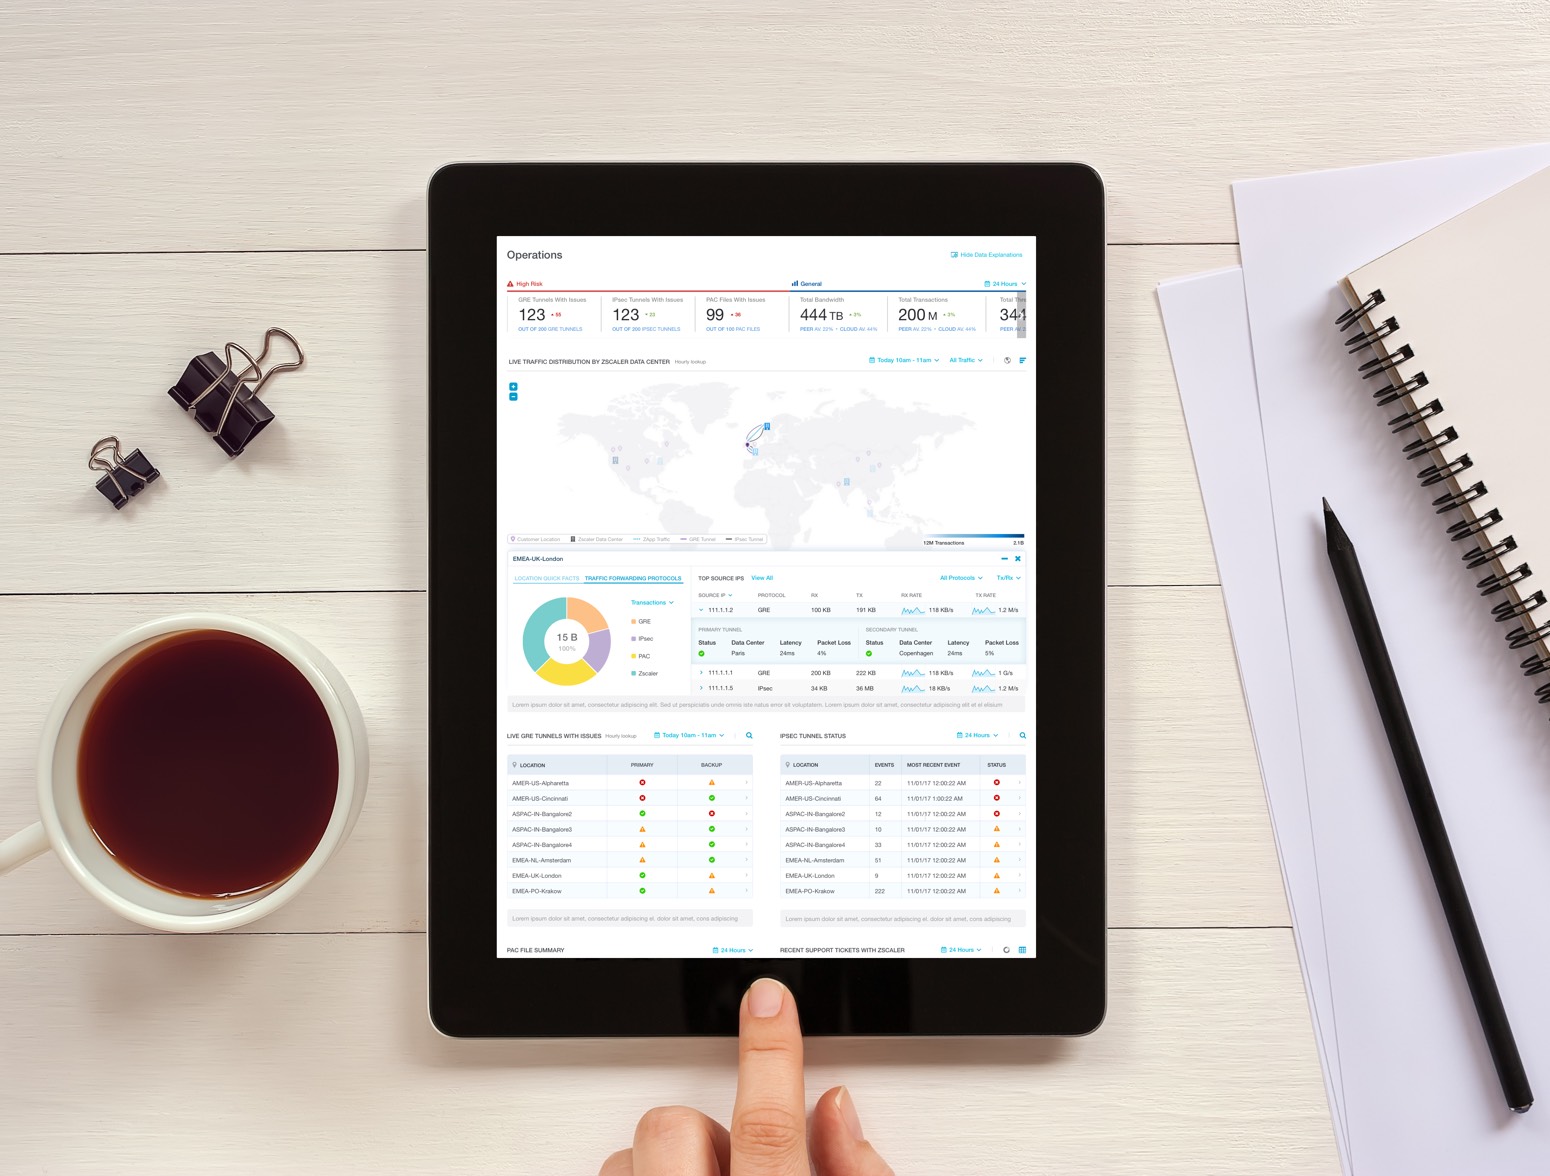 Operations
Hide Data Explanations
High Risk
General
24 Hours
GRE Tunnels With Issues
IPsec Tunnels With Issues
PAC Files With Issues
Total Bandwidth
Total Transactions
123 55
123 23
99 36
444 TB 3%
200 M 3%
OUT OF 200 GRE TUNNELS
OUT OF 200 IPSEC TUNNELS
OUT OF 100 PAC FILES
PEER AV. 22% • CLOUD AV. 44%
PEER AV. 22% • CLOUD AV. 44%
LIVE TRAFFIC DISTRIBUTION BY ZSCALER DATA CENTER Hourly lookup
Today 10am - 11am
All Traffic
Customer Location Zscaler Data Center ZApp Traffic GRE Tunnel IPsec Tunnel
12M Transactions 2.1B
EMEA-UK-London
LOCATION QUICK FACTS TRAFFIC FORWARDING PROTOCOLS
Transactions
15 B
100%
GRE
IPsec
PAC
Zscaler
TOP SOURCE IPS View All All Protocols Tx/Rx
SOURCE IP PROTOCOL RX TX RX RATE TX RATE
111.1.1.2 GRE 100 KB 191 KB 118 KB/s 1.2 M/s
PRIMARY TUNNEL SECONDARY TUNNEL
Status Data Center Latency Packet Loss Status Data Center Latency Packet Loss
Paris 24ms 4% Copenhagen 24ms 5%
111.1.1.1 GRE 200 KB 222 KB 118 KB/s 1 G/s
111.1.1.5 IPsec 34 KB 36 MB 18 KB/s 1.2 M/s
Lorem ipsum dolor sit amet, consectetur adipiscing elit. Sed ut perspiciatis unde omnis iste natus error sit voluptatem. Lorem ipsum dolor sit amet, consectetur adipiscing elit et el elisium
LIVE GRE TUNNELS WITH ISSUES Hourly lookup Today 10am - 11am
LOCATION PRIMARY BACKUP
AMER-US-Alpharetta
AMER-US-Cincinnati
ASPAC-IN-Bangalore2
ASPAC-IN-Bangalore3
ASPAC-IN-Bangalore4
EMEA-NL-Amsterdam
EMEA-UK-London
EMEA-PO-Krakow
Lorem ipsum dolor sit amet, consectetur adipiscing el. dolor sit amet, cons adipiscing
IPSEC TUNNEL STATUS 24 Hours
LOCATION EVENTS MOST RECENT EVENT STATUS
AMER-US-Alpharetta 22 11/01/17 12:00:22 AM
AMER-US-Cincinnati 64 11/01/17 1:00:22 AM
ASPAC-IN-Bangalore2 12 11/01/17 12:00:22 AM
ASPAC-IN-Bangalore3 10 11/01/17 12:00:22 AM
ASPAC-IN-Bangalore4 33 11/01/17 12:00:22 AM
EMEA-NL-Amsterdam 51 11/01/17 12:00:22 AM
EMEA-UK-London 9 11/01/17 12:00:22 AM
EMEA-PO-Krakow 222 11/01/17 12:00:22 AM
Lorem ipsum dolor sit amet, consectetur adipiscing el. dolor sit amet, cons adipiscing
PAC FILE SUMMARY 24 Hours
RECENT SUPPORT TICKETS WITH ZSCALER 24 Hours